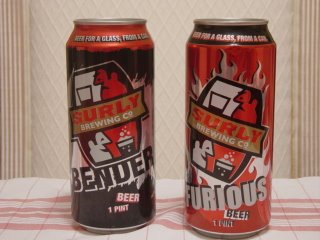 BEER FOR A GLASS, FROM A CAN.
SURLY
BREWING CO
BENDER
BEER
1 PINT
BEER FOR A GLASS, FROM A CAN.
SURLY
BREWING CO.
FURIOUS
BEER
1 PINT